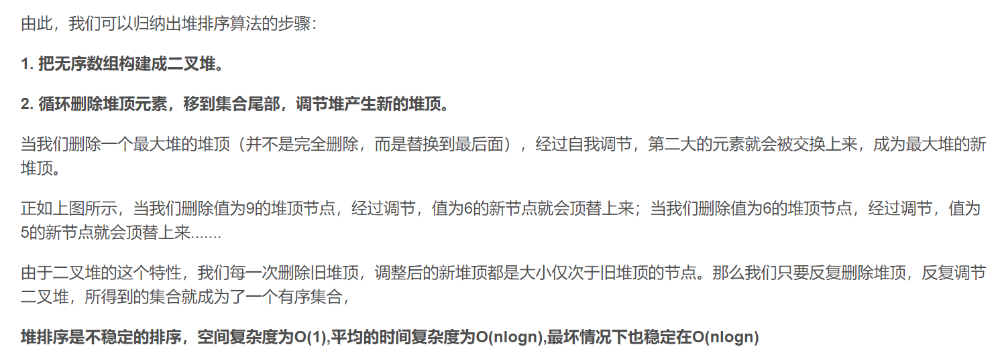 由此，我们可以归纳出堆排序算法的步骤：
1. 把无序数组构建成二叉堆。
2. 循环删除堆顶元素，移到集合尾部，调节堆产生新的堆顶。
当我们删除一个最大堆的堆顶（并不是完全删除，而是替换到最后面），经过自我调节，第二大的元素就会被交换上来，成为最大堆的新
堆顶。
正如上图所示，当我们删除值为9的堆顶节点，经过调节，值为6的新节点就会顶替上来；当我们删除值为6的堆顶节点，经过调节，值为
5的新节点就会顶替上来.......
由于二叉堆的这个特性，我们每一次删除旧堆顶，调整后的新堆顶都是大小仅次于旧堆顶的节点。那么我们只要反复删除堆顶，反复调节
二叉堆，所得到的集合就成为了一个有序集合，
堆排序是不稳定的排序，空间复杂度为O(1),平均的时间复杂度为O(nlogn),最坏情况下也稳定在O(nlogn)